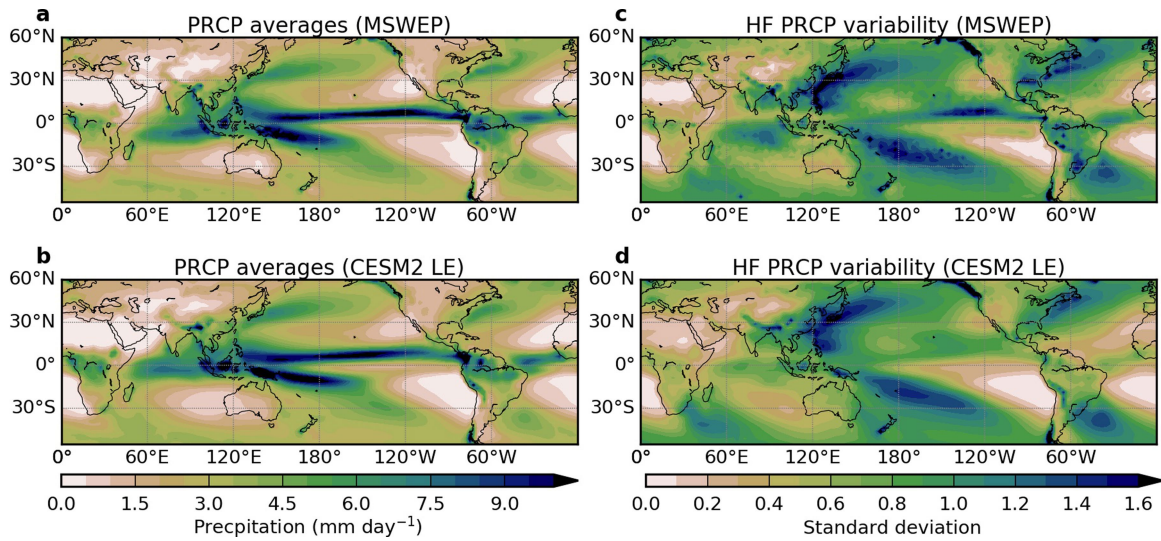 a
PRCP averages (MSWEP)
60°N
30°N
0°
30°S
0° 60°E 120°E 180° 120°W 60°W
c
HF PRCP variability (MSWEP)
60°N
30°N
0°
30°S
0° 60°E 120°E 180° 120°W 60°W
b
PRCP averages (CESM2 LE)
60°N
30°N
0°
30°S
0° 60°E 120°E 180° 120°W 60°W
0.0 1.5 3.0 4.5 6.0 7.5 9.0
Precpitation (mm day⁻¹)
d
HF PRCP variability (CESM2 LE)
60°N
30°N
0°
30°S
0° 60°E 120°E 180° 120°W 60°W
0.0 0.2 0.4 0.6 0.8 1.0 1.2 1.4 1.6
Standard deviation